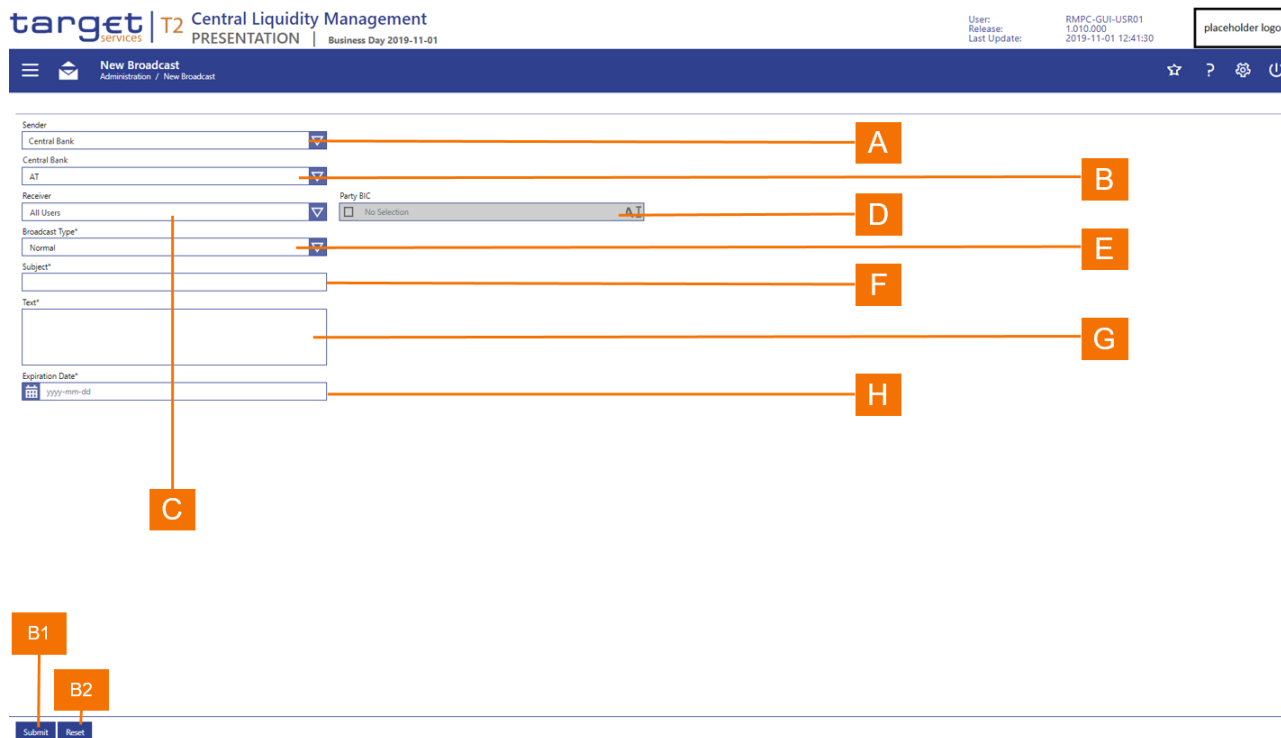 target services T2 Central Liquidity Management
PRESENTATION | Business Day 2019-11-01
User: RMPC-GUI-USR01
Release: 1.010.000
Last Update: 2019-11-01 12:41:30
placeholder logo
New Broadcast
Administration / New Broadcast
?
Sender
Central Bank
A
Central Bank
AT
B
Receiver
Party BIC
All Users
No Selection
D
Broadcast Type*
Normal
E
Subject*
F
Text*
G
Expiration Date*
yyyy-mm-dd
H
C
B1
B2
Submit Reset